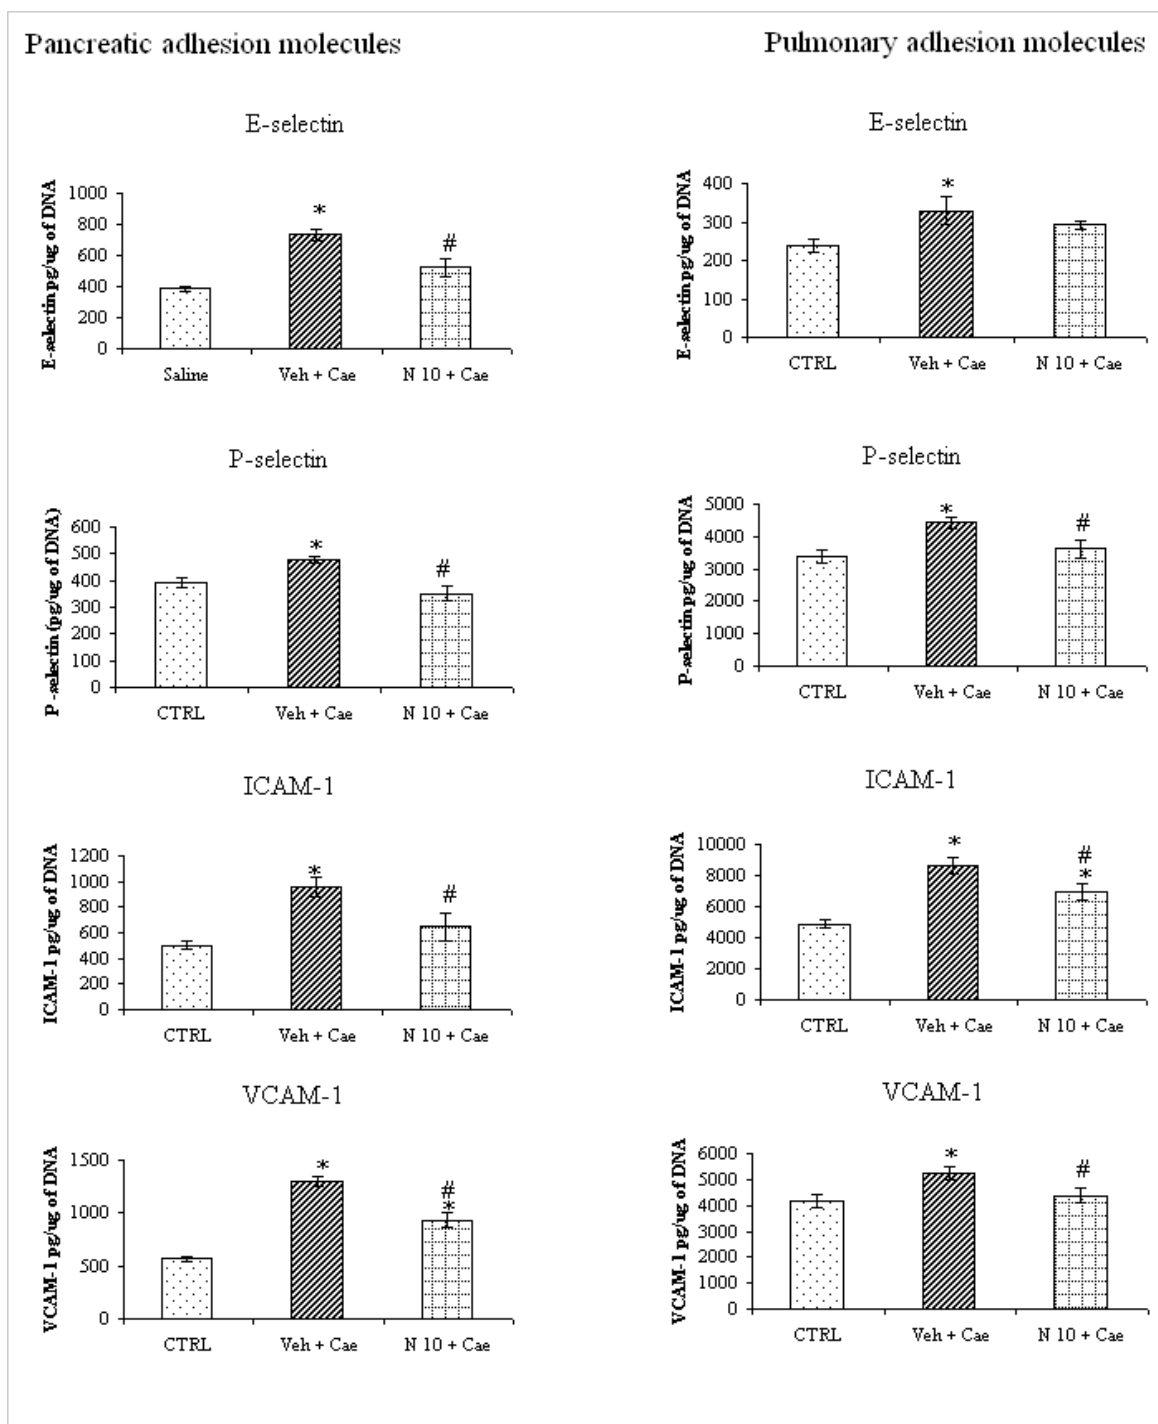 Pancreatic adhesion molecules
Pulmonary adhesion molecules
E-selectin
E-selectin pg/ug of DNA
1000
800
600
400
200
0
*
#
Saline
Veh + Cae
N 10 + Cae
E-selectin
E-selectin pg/ug of DNA
400
300
200
100
0
*
CTRL
Veh + Cae
N 10 + Cae
P-selectin
P-selectin (pg/ug of DNA)
600
500
400
300
200
100
0
*
#
CTRL
Veh + Cae
N 10 + Cae
P-selectin
P-selectin pg/ug of DNA
5000
4000
3000
2000
1000
0
*
#
CTRL
Veh + Cae
N 10 + Cae
ICAM-1
ICAM-1 pg/ug of DNA
1200
1000
800
600
400
200
0
*
#
CTRL
Veh + Cae
N 10 + Cae
ICAM-1
ICAM-1 pg/ug of DNA
10000
8000
6000
4000
2000
0
*
#
*
CTRL
Veh + Cae
N 10 + Cae
VCAM-1
VCAM-1 pg/ug of DNA
1500
1000
500
0
*
#
*
CTRL
Veh + Cae
N 10 + Cae
VCAM-1
VCAM-1 pg/ug of DNA
6000
5000
4000
3000
2000
1000
0
*
#
CTRL
Veh + Cae
N 10 + Cae